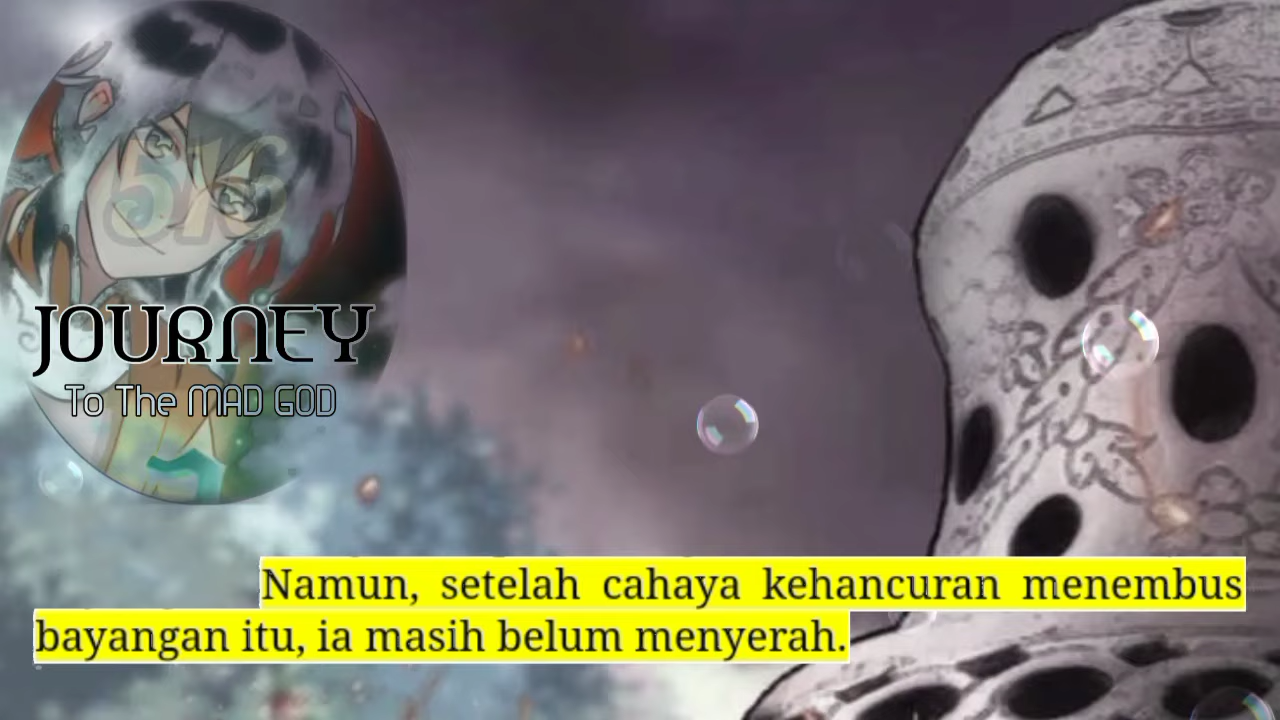 JOURNEY
To The MAD GOD
Namun, setelah cahaya kehancuran menembus
bayangan itu, ia masih belum menyerah.